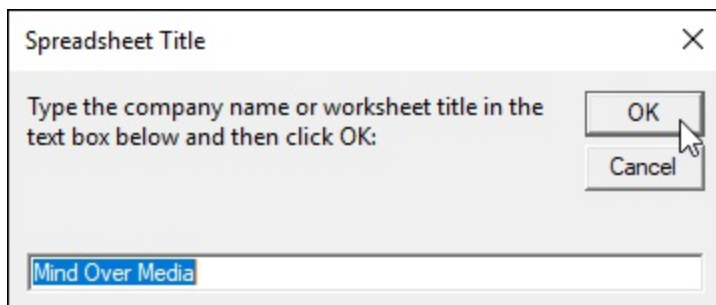 Spreadsheet Title
Type the company name or worksheet title in the
text box below and then click OK:
OK
Cancel
Mind Over Media